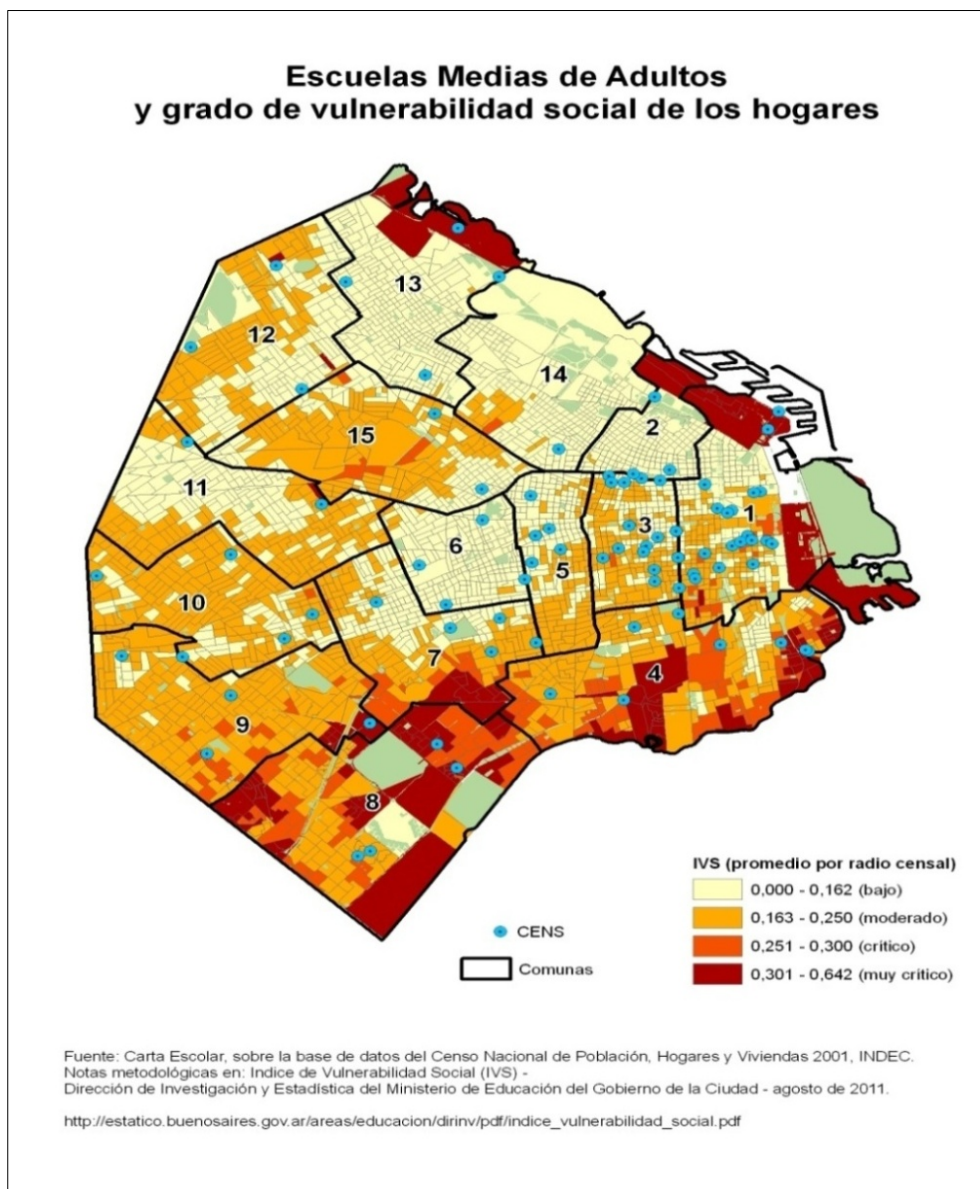 Escuelas Medias de Adultos
y grado de vulnerabilidad social de los hogares
13
12
14
2
15
11
1
3
6
5
10
7
4
9
8
IVS (promedio por radio censal)
0,000 - 0,162 (bajo)
0,163 - 0,250 (moderado)
0,251 - 0,300 (crítico)
0,301 - 0,642 (muy crítico)
CENS
Comunas
Fuente: Carta Escolar, sobre la base de datos del Censo Nacional de Población, Hogares y Viviendas 2001, INDEC.
Notas metodológicas en: Indice de Vulnerabilidad Social (IVS) -
Dirección de Investigación y Estadística del Ministerio de Educación del Gobierno de la Ciudad - agosto de 2011.
http://estatico.buenosaires.gov.ar/areas/educacion/dirinv/pdf/indice_vulnerabilidad_social.pdf